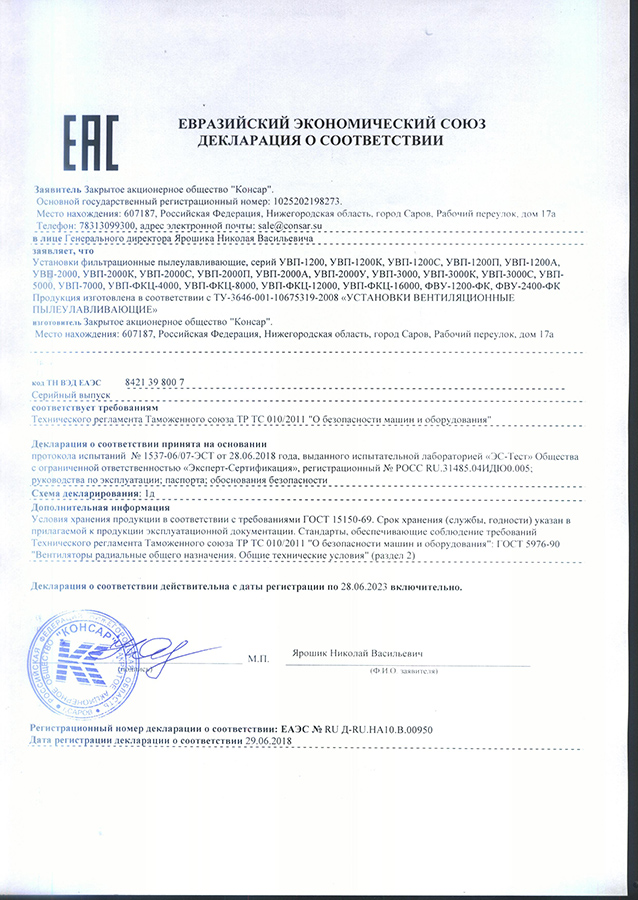 EAC
ЕВРАЗИЙСКИЙ ЭКОНОМИЧЕСКИЙ СОЮЗ
ДЕКЛАРАЦИЯ О СООТВЕТСТВИИ
Заявитель Закрытое акционерное общество "Консар".
Основной государственный регистрационный номер: 1025202198273.
Место нахождения: 607187, Российская Федерация, Нижегородская область, город Саров, Рабочий переулок, дом 17а
Телефон: 78313099300, адрес электронной почты: sale@consar.su
в лице Генерального директора Ярошика Николая Васильевича
заявляет, что
Установки фильтрационные пылеулавливающие, серий УВП-1200, УВП-1200К, УВП-1200С, УВП-1200П, УВП-1200А,
УВП-2000, УВП-2000К, УВП-2000С, УВП-2000П, УВП-2000А, УВП-2000У, УВП-3000, УВП-3000К, УВП-3000С, УВП-
5000, УВП-7000, УВП-ФКЦ-4000, УВП-ФКЦ-8000, УВП-ФКЦ-12000, УВП-ФКЦ-16000, ФВУ-1200-ФК, ФВУ-2400-ФК
Продукция изготовлена в соответствии с ТУ-3646-001-10675319-2008 «УСТАНОВКИ ВЕНТИЛЯЦИОННЫЕ
ПЫЛЕУЛАВЛИВАЮЩИЕ»
изготовитель Закрытое акционерное общество "Консар".
Место нахождения: 607187, Российская Федерация, Нижегородская область, город Саров, Рабочий переулок, дом 17а
код ТН ВЭД ЕАЭС 8421 39 800 7
Серийный выпуск
соответствует требованиям
Технического регламента Таможенного союза ТР ТС 010/2011 "О безопасности машин и оборудования"
Декларация о соответствии принята на основании
протокола испытаний № 1537-06/07-ЭСТ от 28.06.2018 года, выданного испытательной лабораторией «ЭС-Тест» Общества
с ограниченной ответственностью «Эксперт-Сертификация», регистрационный № РОСС RU.31485.04ИДЮ0.005;
руководства по эксплуатации; паспорта; обоснования безопасности
Схема декларирования: 1д
Дополнительная информация
Условия хранения продукции в соответствии с требованиями ГОСТ 15150-69. Срок хранения (службы, годности) указан в
прилагаемой к продукции эксплуатационной документации. Стандарты, обеспечивающие соблюдение требований
Технического регламента Таможенного союза ТР ТС 010/2011 "О безопасности машин и оборудования": ГОСТ 5976-90
"Вентиляторы радиальные общего назначения. Общие технические условия" (раздел 2)
Декларация о соответствии действительна с даты регистрации по 28.06.2023 включительно.
"КОНСАР"
М.П.
Ярошик Николай Васильевич
(подпись)
(Ф.И.О. заявителя)
Регистрационный номер декларации о соответствии: ЕАЭС № RU Д-RU.НА10.В.00950
Дата регистрации декларации о соответствии 29.06.2018